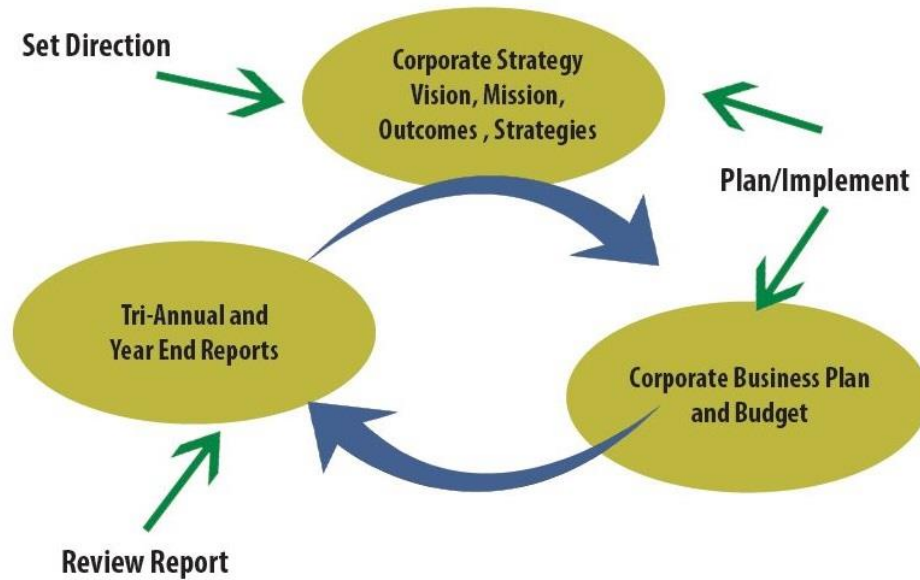 Set Direction
Corporate Strategy
Vision, Mission,
Outcomes , Strategies
Plan/Implement
Tri-Annual and
Year End Reports
Corporate Business Plan
and Budget
Review Report